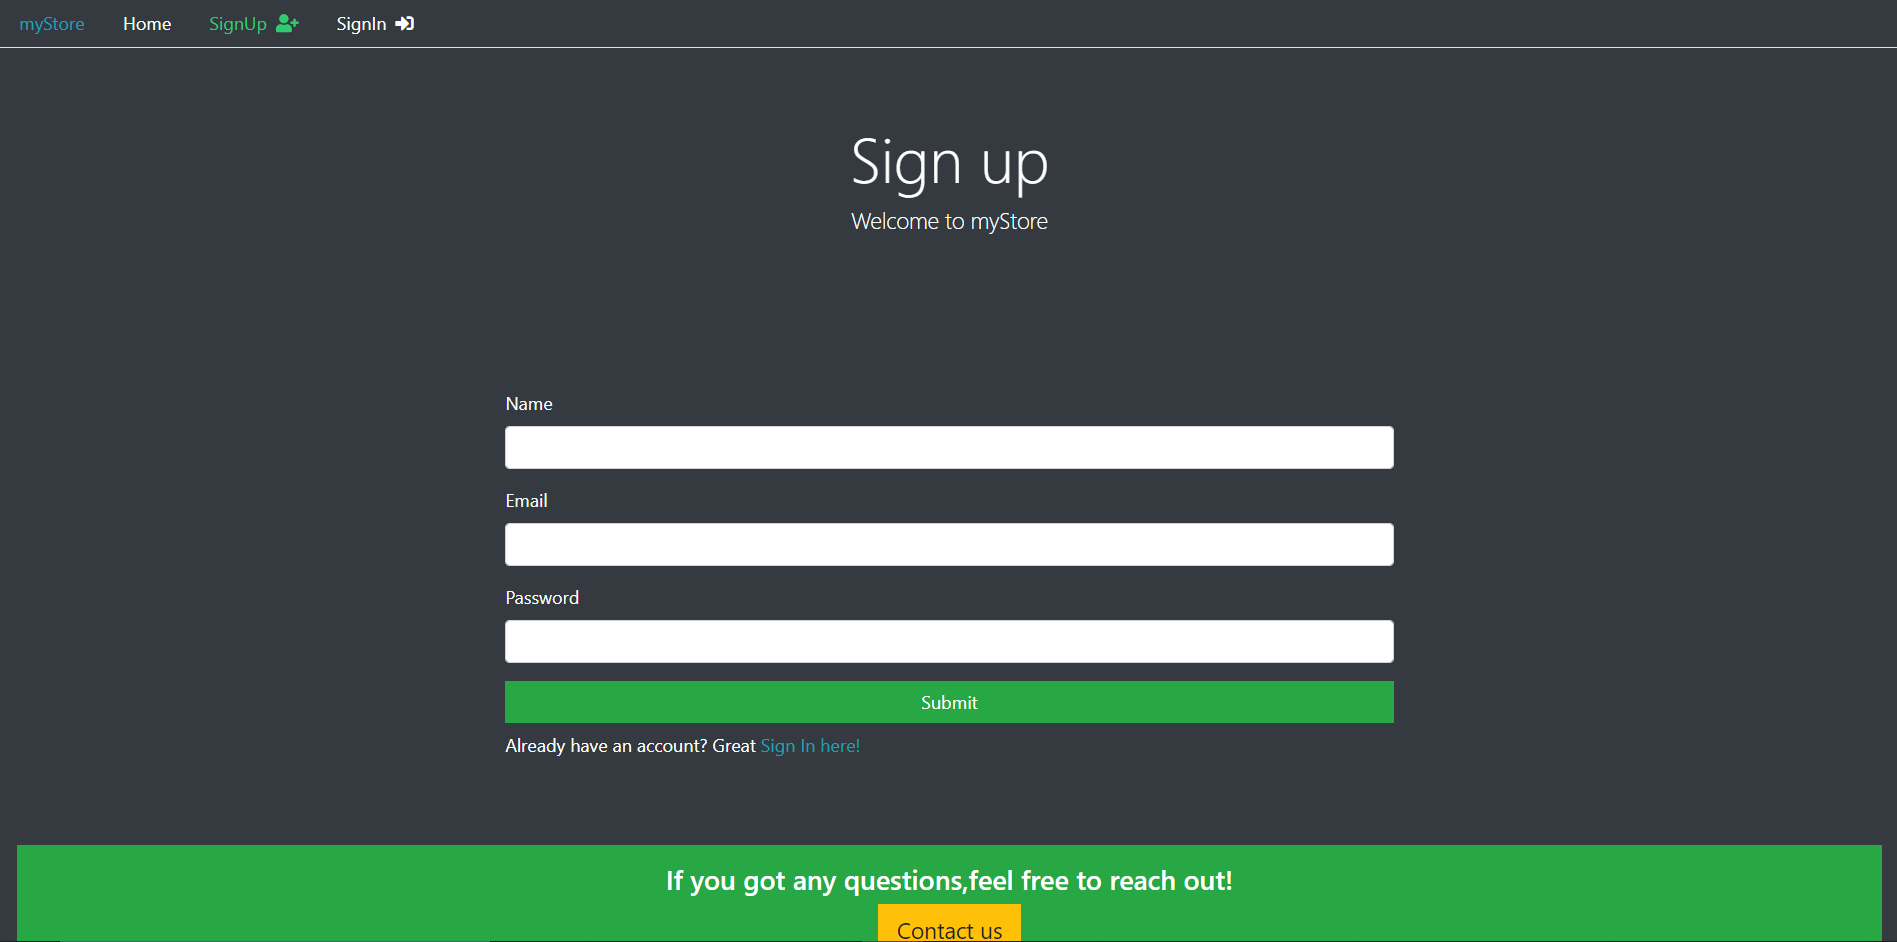 myStore Home SignUp SignIn
Sign up
Welcome to myStore
Name
Email
Password
Submit
Already have an account? Great Sign In here!
If you got any questions,feel free to reach out!
Contact us